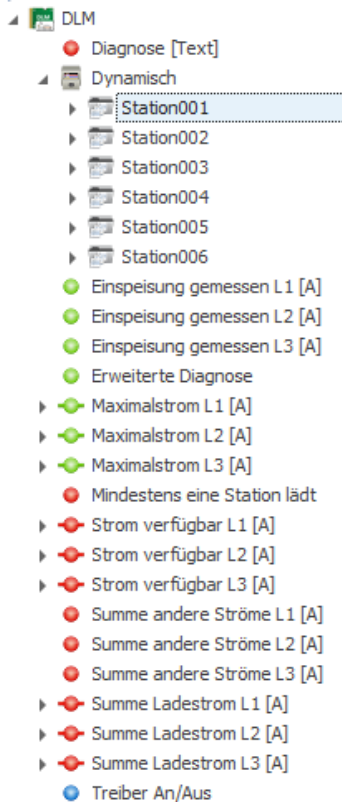 DLM
Diagnose [Text]
Dynamisch
Station001
Station002
Station003
Station004
Station005
Station006
Einspeisung gemessen L1 [A]
Einspeisung gemessen L2 [A]
Einspeisung gemessen L3 [A]
Erweiterte Diagnose
Maximalstrom L1 [A]
Maximalstrom L2 [A]
Maximalstrom L3 [A]
Mindestens eine Station lädt
Strom verfügbar L1 [A]
Strom verfügbar L2 [A]
Strom verfügbar L3 [A]
Summe andere Ströme L1 [A]
Summe andere Ströme L2 [A]
Summe andere Ströme L3 [A]
Summe Ladestrom L1 [A]
Summe Ladestrom L2 [A]
Summe Ladestrom L3 [A]
Treiber An/Aus